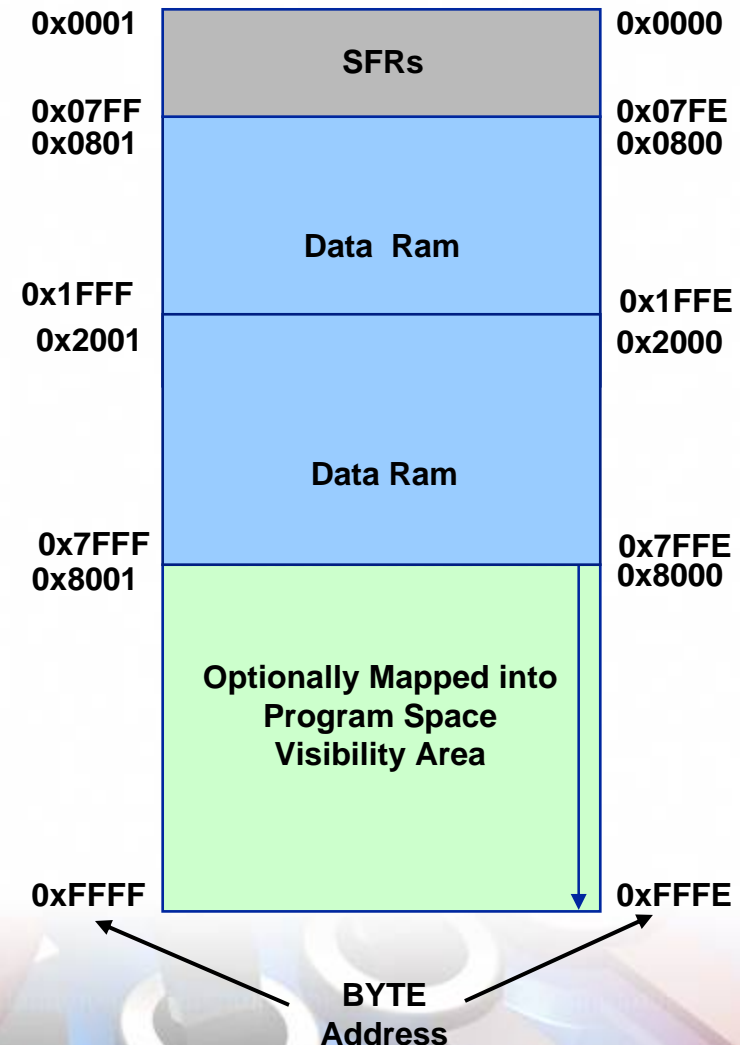 0x0001 0x0000
SFRs
0x07FF 0x07FE
0x0801 0x0800
Data Ram
0x1FFF 0x1FFE
0x2001 0x2000
Data Ram
0x7FFF 0x7FFE
0x8001 0x8000
Optionally Mapped into
Program Space
Visibility Area
0xFFFF 0xFFFE
BYTE
Address